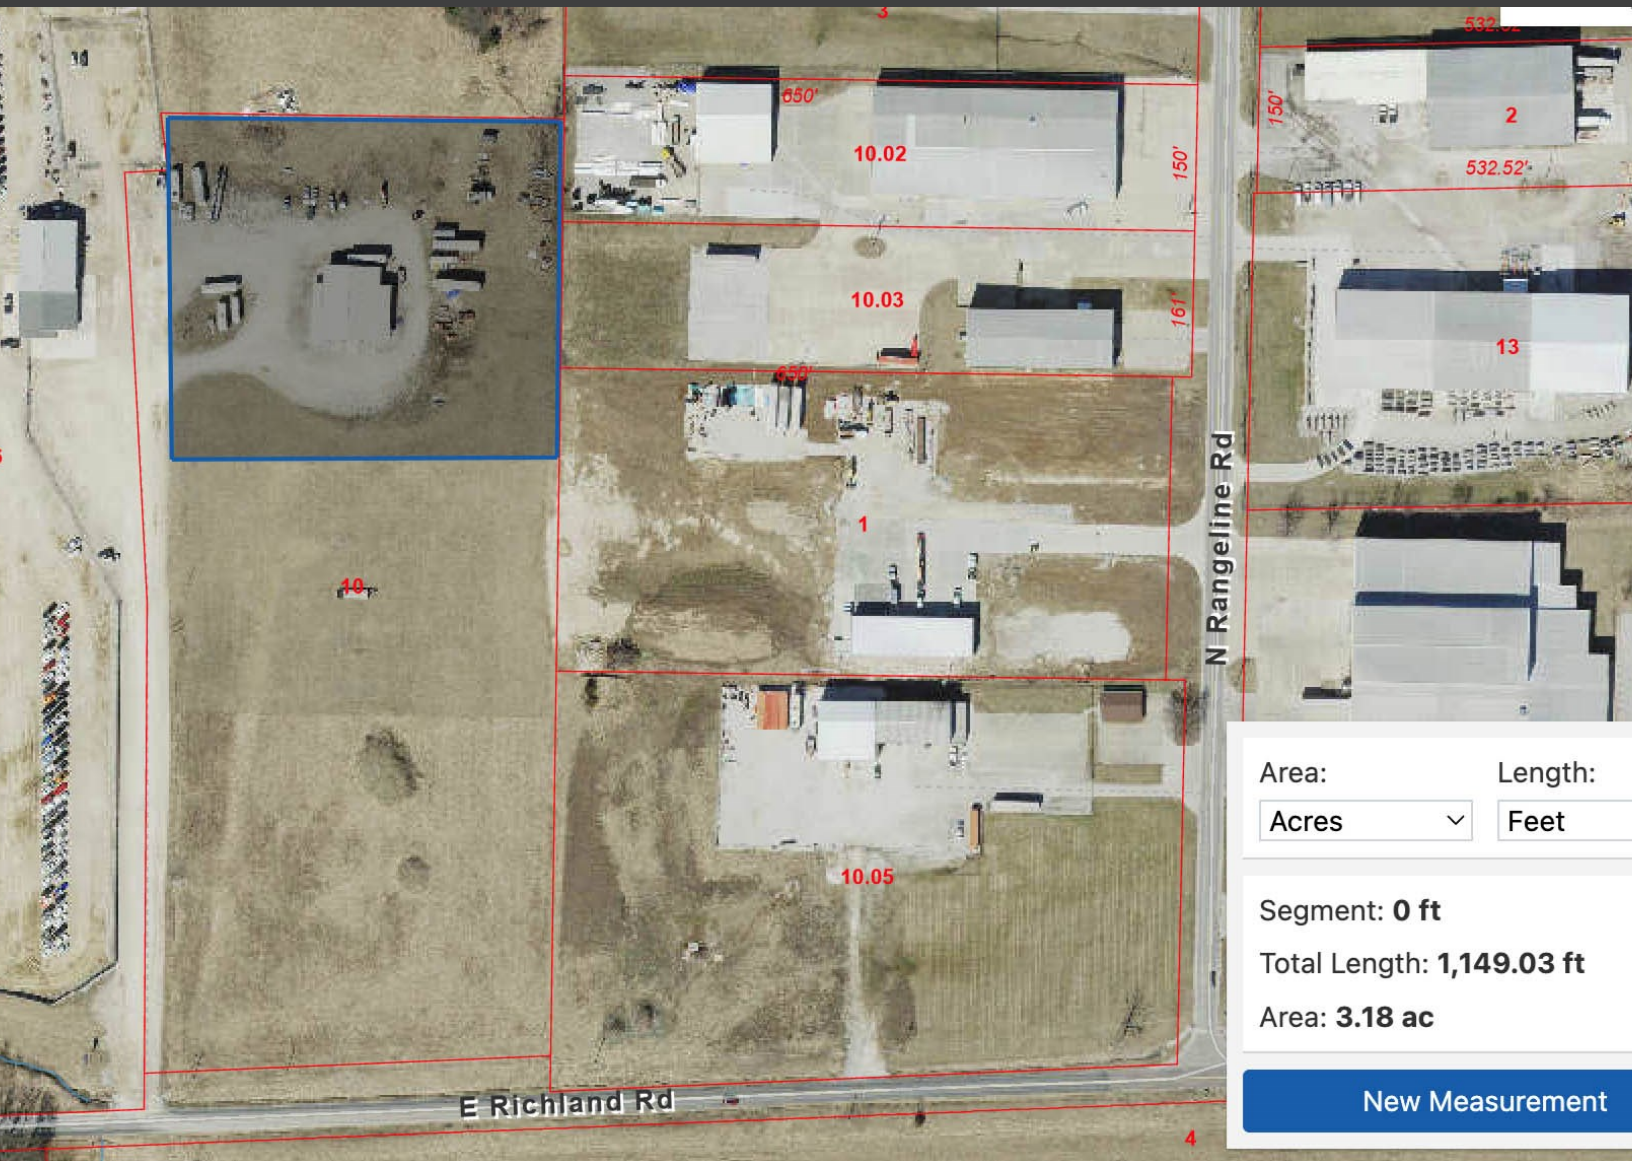 3
532.52'
650'
150'
2
10.02
150'
532.52'
10.03
161'
13
650'
1
N Rangeline Rd
10
Area:
Length:
Acres
Feet
10.05
Segment: 0 ft
Total Length: 1,149.03 ft
Area: 3.18 ac
New Measurement
E Richland Rd
4